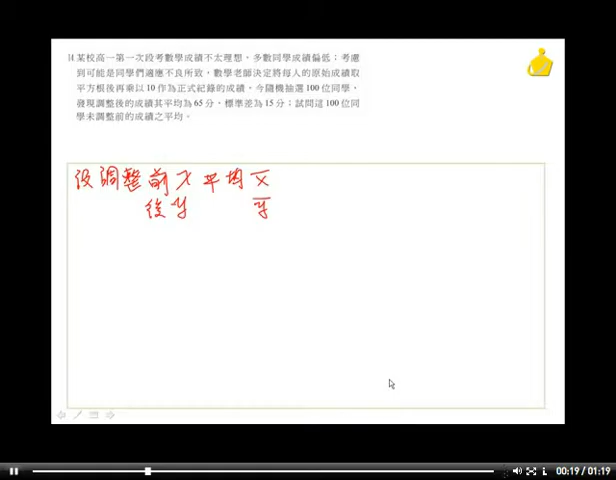 14.某校高一第一次段考數學成績不太理想，多數同學成績偏低；考慮
到可能是同學們適應不良所致，數學老師決定將每人的原始成績取
平方根後再乘以10作為正式紀錄的成績。今隨機抽選100位同學，
發現調整後的成績其平均為65分，標準差為15分；試問這100位同
學未調整前的成績之平均。
設調整前 x 平均 x̄
後 y ȳ
00:19/01:19